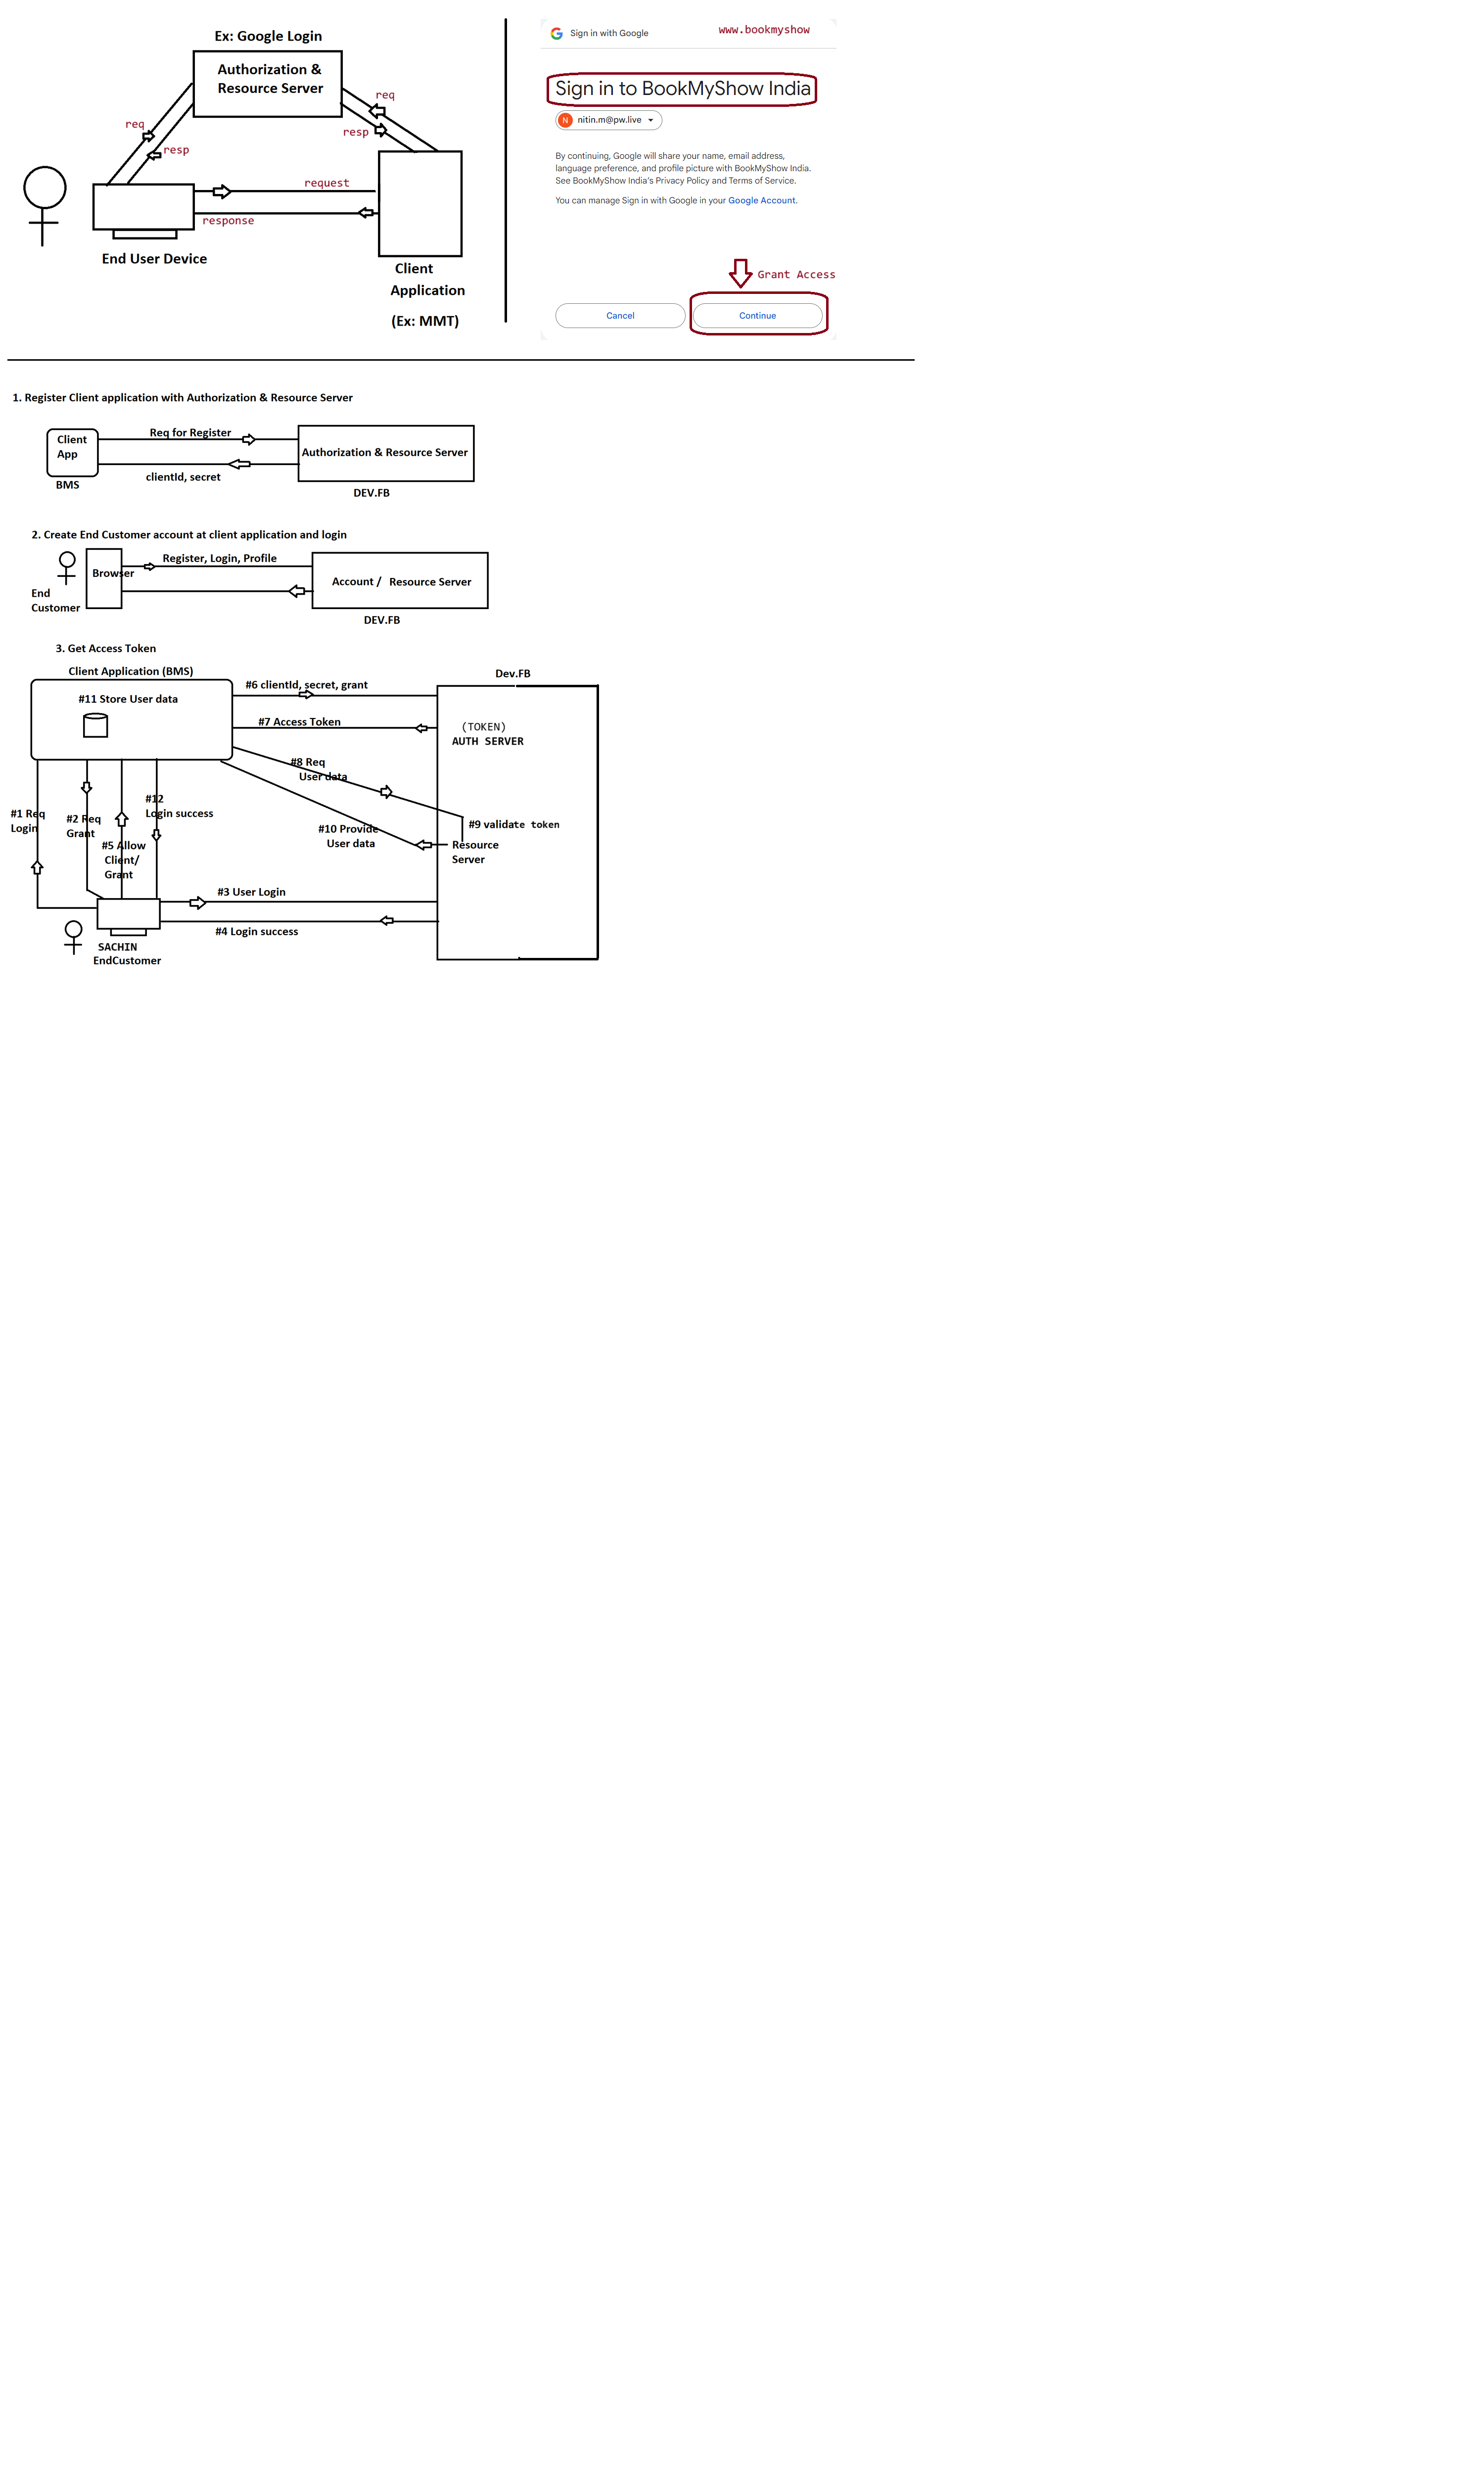 Ex: Google Login
Authorization &
Resource Server
req
resp
req
resp
request
response
End User Device
Client
Application
(Ex: MMT)
Sign in with Google
www.bookmyshow
Sign in to BookMyShow India
N
nitin.m@pw.live
By continuing, Google will share your name, email address,
language preference, and profile picture with BookMyShow India.
See BookMyShow India's Privacy Policy and Terms of Service.
You can manage Sign in with Google in your Google Account.
Grant Access
Cancel
Continue
1. Register Client application with Authorization & Resource Server
Client
App
BMS
Req for Register
clientId, secret
Authorization & Resource Server
DEV.FB
2. Create End Customer account at client application and login
End
Customer
Browser
Register, Login, Profile
Account / Resource Server
DEV.FB
3. Get Access Token
Client Application (BMS)
#11 Store User data
Dev.FB
#6 clientId, secret, grant
#7 Access Token
(TOKEN)
AUTH SERVER
#8 Req
User data
#1 Req
Login
#2 Req
Grant
#12
Login success
#5 Allow
Client/
Grant
#10 Provide
User data
#9 validate token
Resource
Server
#3 User Login
#4 Login success
SACHIN
EndCustomer